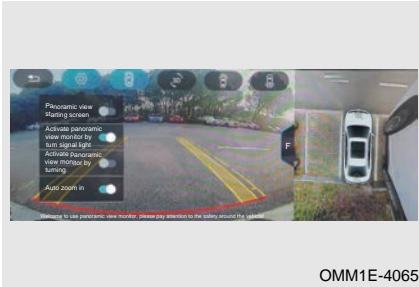 3D
PAnoramic view
starting screen
Activate panoramic
view monitor by
turn signal light
Activate panoramic
view monitor by
turning
Auto zoom in
F
Welcome to use panoramic view monitor, please pay attention to the safety around the vehicle
OMM1E-4065